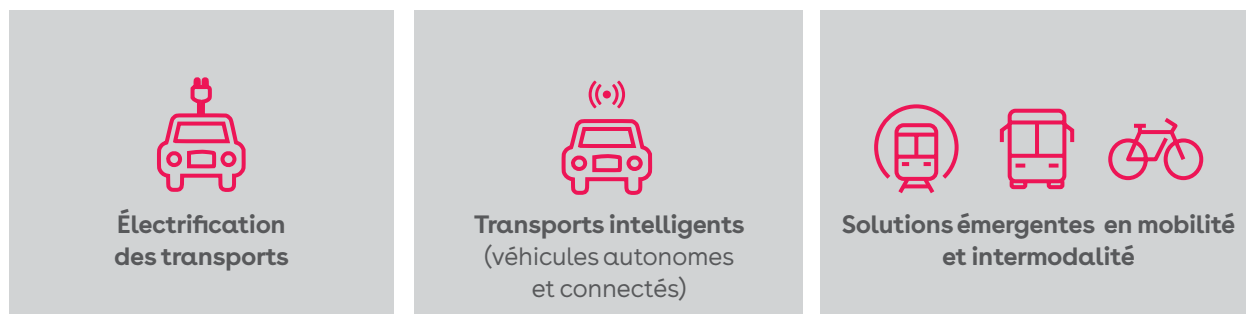 Électrification
des transports
Transports intelligents
(véhicules autonomes
et connectés)
Solutions émergentes en mobilité
et intermodalité